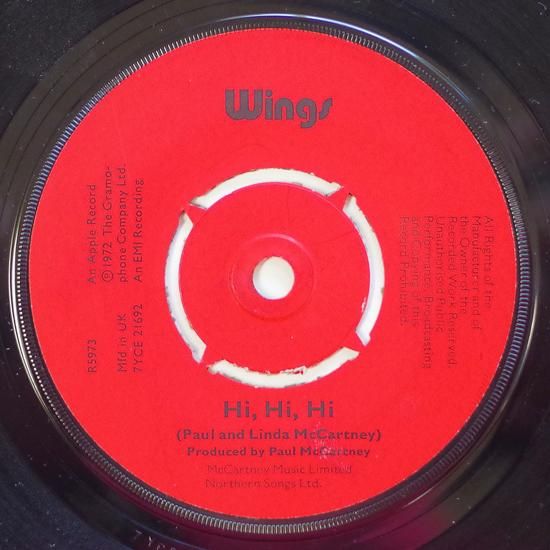 Wings
An Apple Record
©1972 The Gramo-
phone Company Ltd.
An EMI Recording
R5973
Mfd in UK
7YCE 21692
All Rights of the
Manufacturer and of
the Owner of the
Recorded Work Reserved.
Unauthorised Public
Performance, Broadcasting
and Copying of this
Record Prohibited.
Hi, Hi, Hi
(Paul and Linda McCartney)
Produced by Paul McCartney
McCartney Music Limited
Northern Songs Ltd.